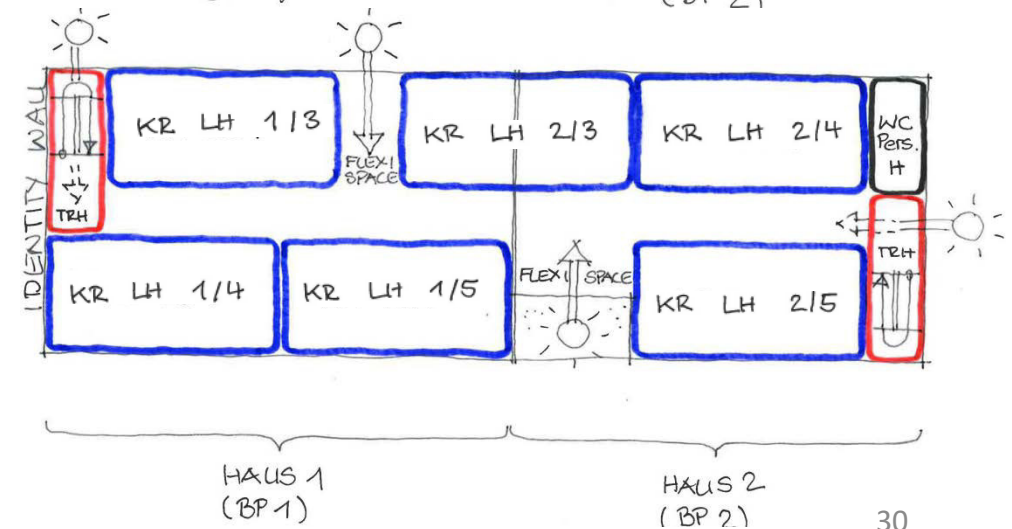 (BP 2)
IDENTITY WALL
KR LH 1/3
KR LH 2/3
KR LH 2/4
WC
Pers.
H
FLEXI
SPACE
TRH
TRH
KR LH 1/4
KR LH 1/5
FLEXI SPACE
KR LH 2/5
HAUS 1
(BP 1)
HAUS 2
(BP 2)
30